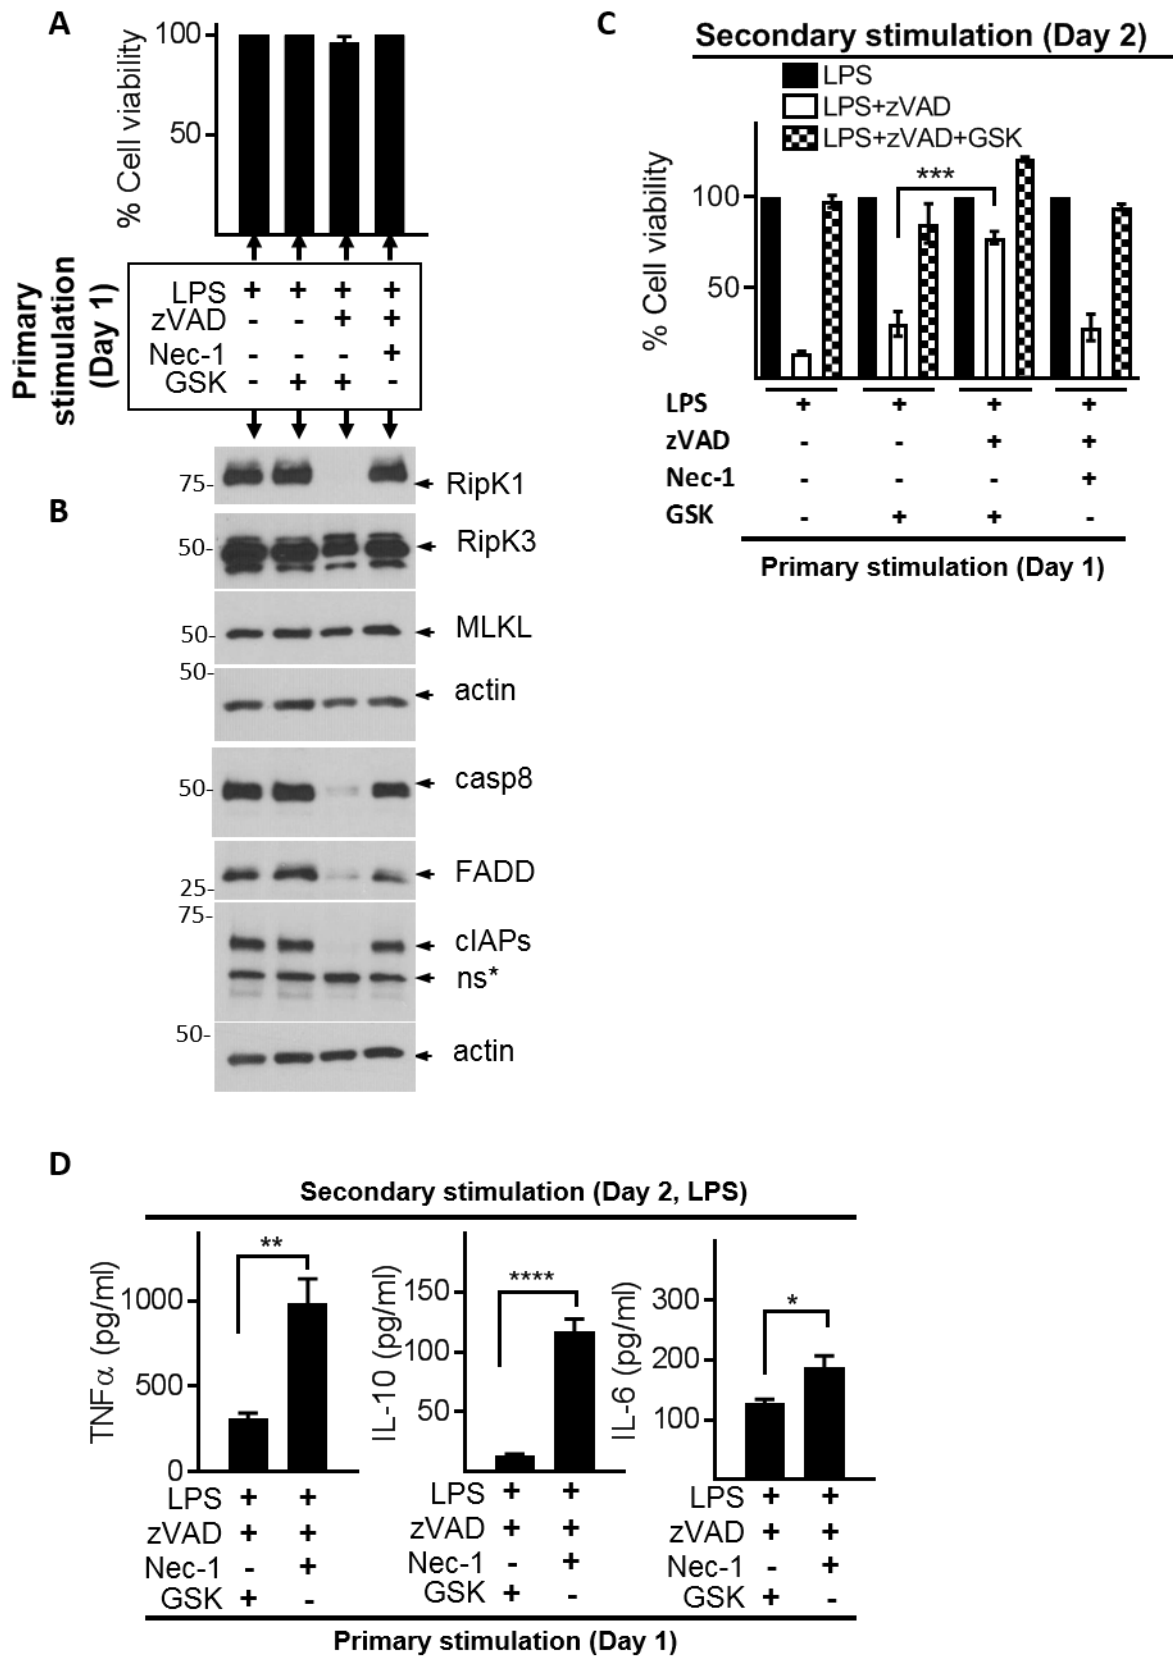 A
% Cell viability
100
50
Primary
stimulation
(Day 1)
LPS + + + +
zVAD - - + +
Nec-1 - - - +
GSK - + + -
B
75- RipK1
50- RipK3
50- MLKL
50-
actin
50- casp8
FADD
25-
75-
cIAPs
ns*
50-
actin
C
Secondary stimulation (Day 2)
LPS
LPS+zVAD
LPS+zVAD+GSK
% Cell viability
100
50
***
LPS + + + +
zVAD - - + +
Nec-1 - - - +
GSK - + + -
Primary stimulation (Day 1)
D
Secondary stimulation (Day 2, LPS)
TNFα (pg/ml)
1000
500
0
**
LPS + +
zVAD + +
Nec-1 - +
GSK + -
IL-10 (pg/ml)
150
100
50
****
LPS + +
zVAD + +
Nec-1 - +
GSK + -
IL-6 (pg/ml)
300
200
100
*
LPS + +
zVAD + +
Nec-1 - +
GSK + -
Primary stimulation (Day 1)